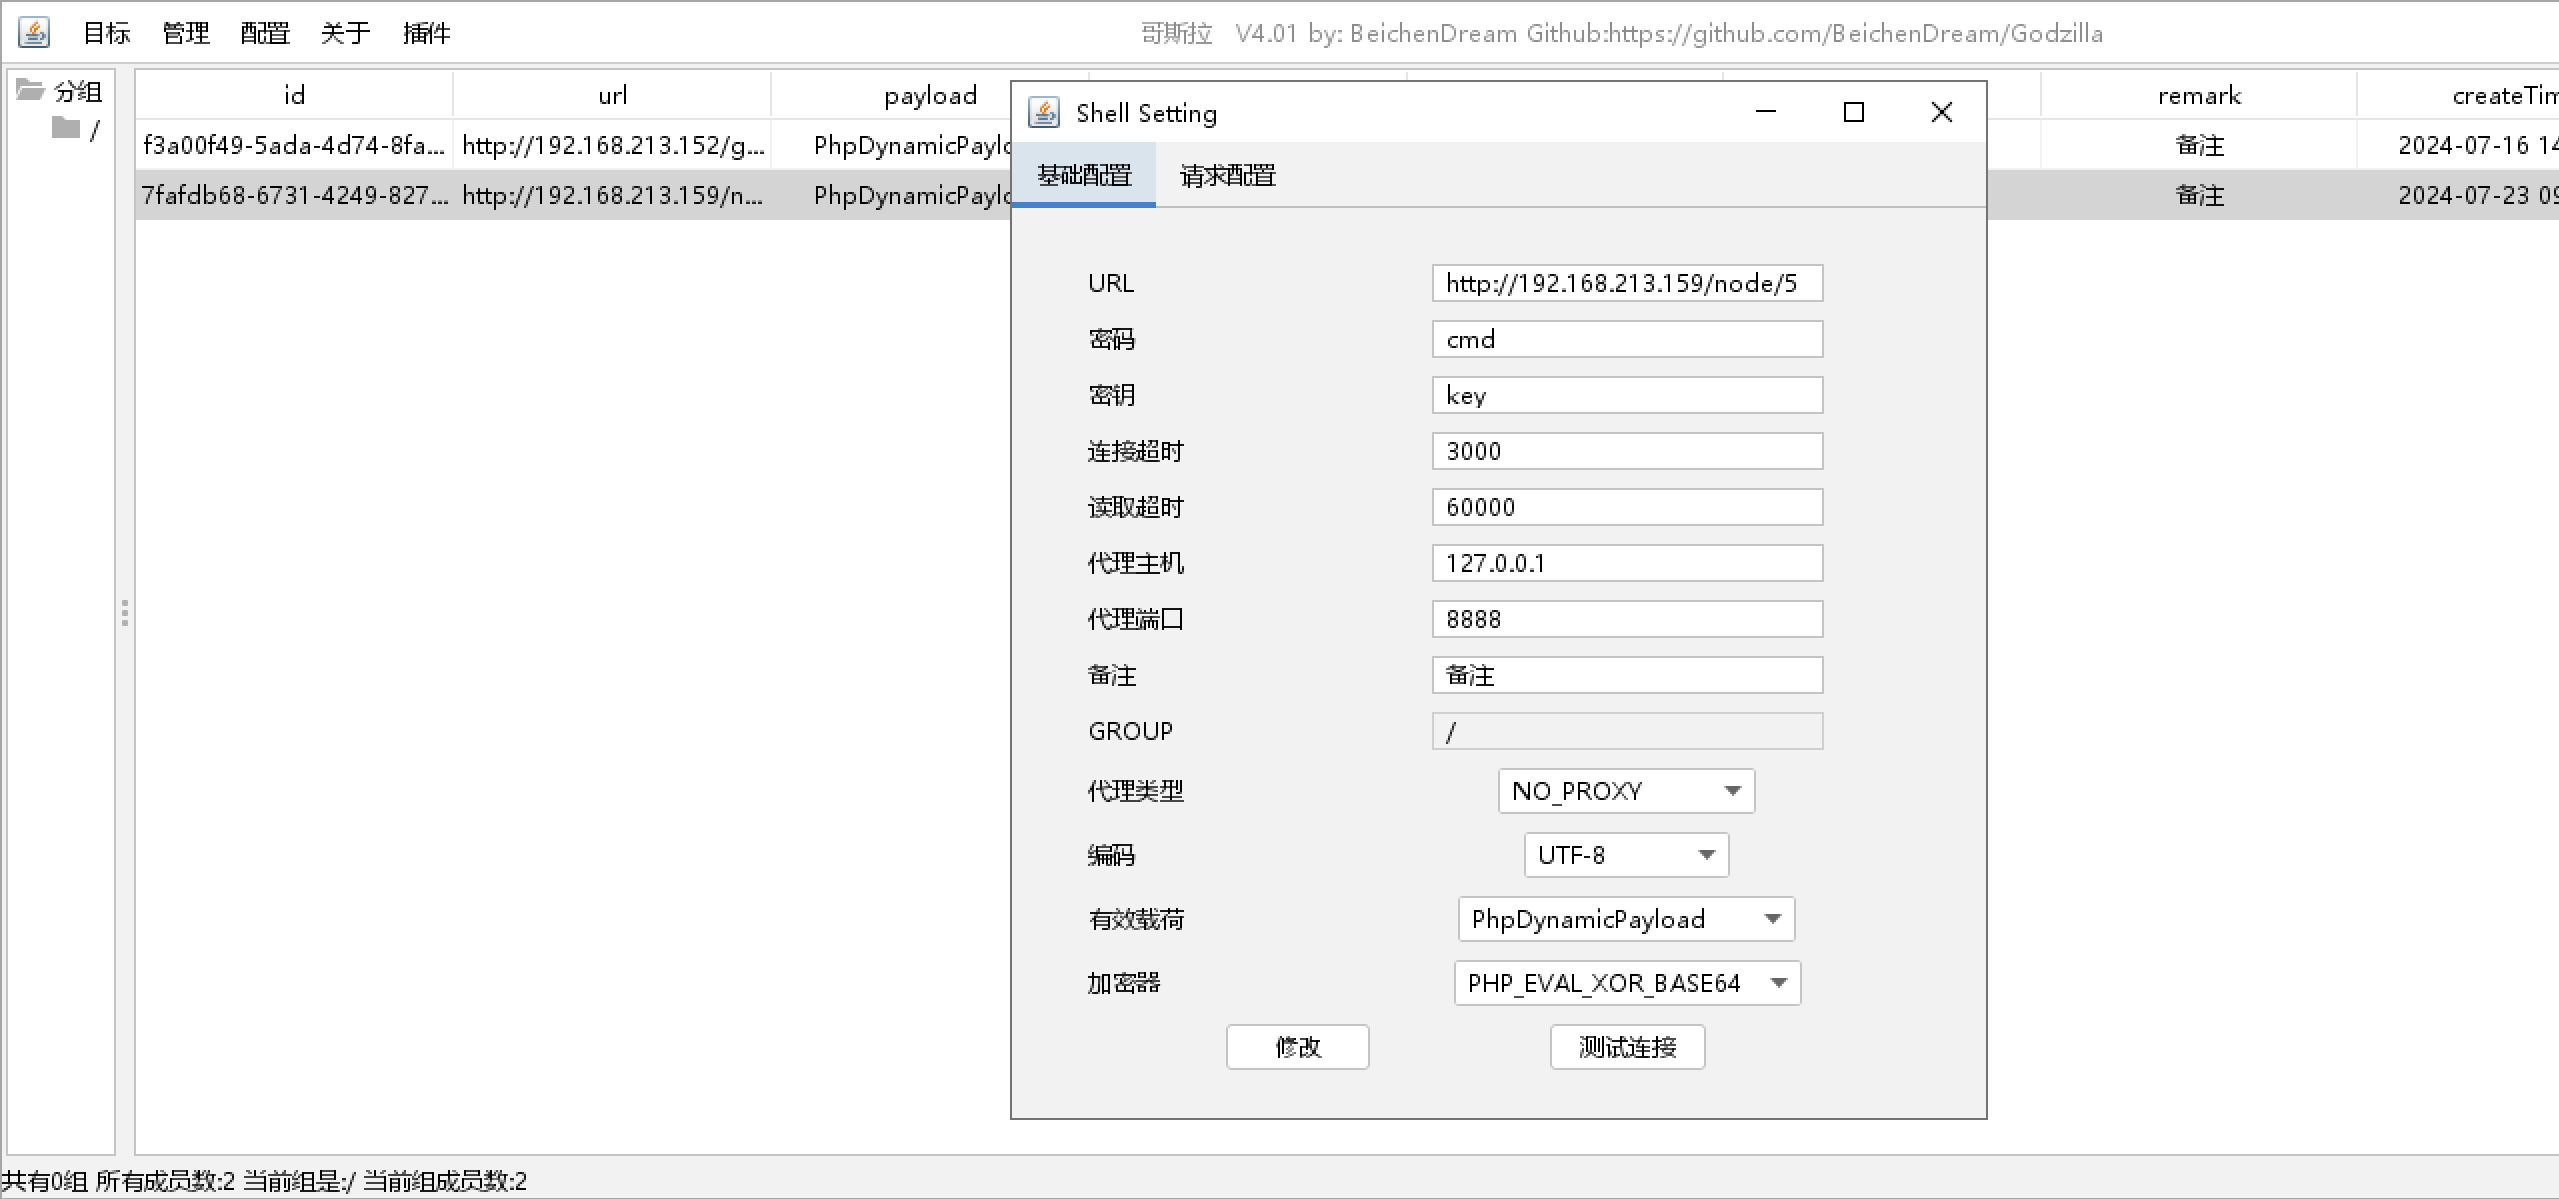 目标 管理 配置 关于 插件 哥斯拉 V4.01 by: BeichenDream Github:https://github.com/BeichenDream/Godzilla
分组
/
id url payload remark createTim
f3a00f49-5ada-4d74-8fa... http://192.168.213.152/g... PhpDynamicPaylo 备注 2024-07-16 14
7fafdb68-6731-4249-827... http://192.168.213.159/n... PhpDynamicPaylo 备注 2024-07-23 09
Shell Setting
基础配置 请求配置
URL http://192.168.213.159/node/5
密码 cmd
密钥 key
连接超时 3000
读取超时 60000
代理主机 127.0.0.1
代理端口 8888
备注 备注
GROUP /
代理类型 NO_PROXY
编码 UTF-8
有效载荷 PhpDynamicPayload
加密器 PHP_EVAL_XOR_BASE64
修改 测试连接
共有0组 所有成员数:2 当前组是:/ 当前组成员数:2